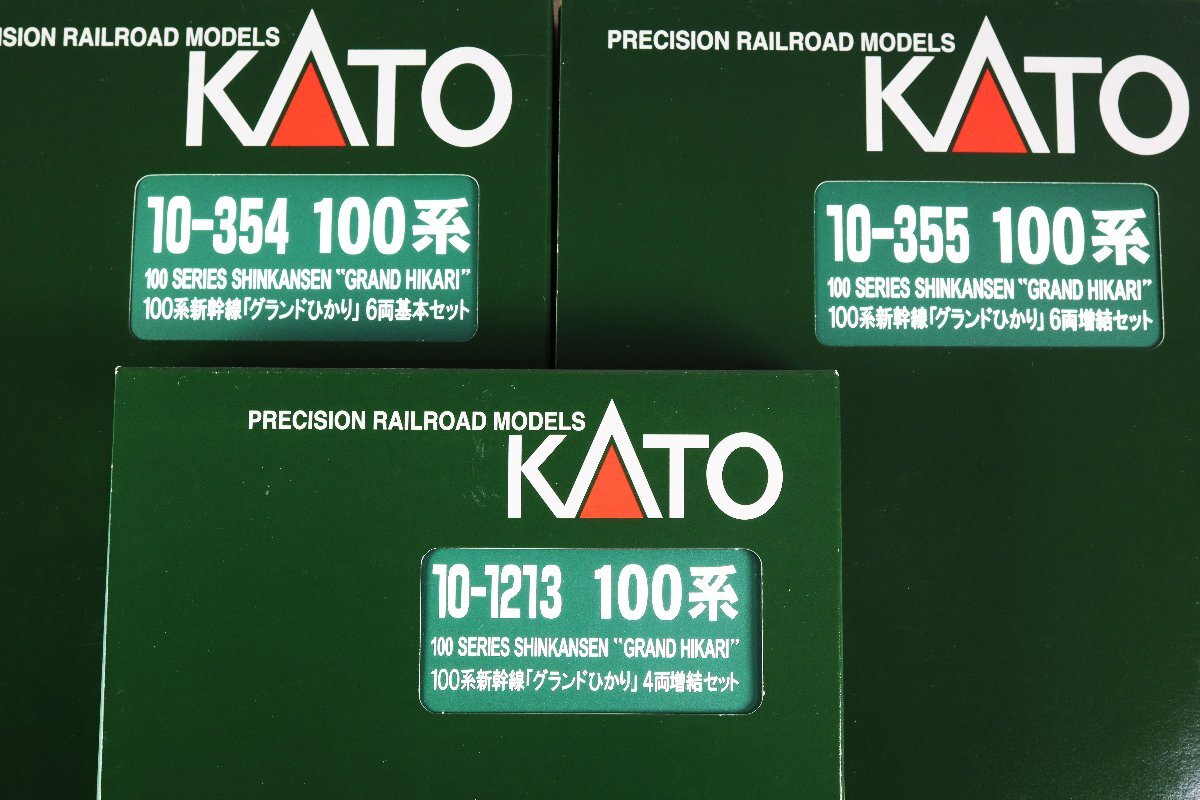 ISION RAILROAD MODELS
KATO
10-354 100系
100 SERIES SHINKANSEN "GRAND HIKARI"
100系新幹線「グランドひかり」6両基本セット
PRECISION RAILROAD MODELS
KATO
10-355 100系
100 SERIES SHINKANSEN "GRAND HIKARI"
100系新幹線「グランドひかり」6両増結セット
PRECISION RAILROAD MODELS
KATO
10-1213 100系
100 SERIES SHINKANSEN "GRAND HIKARI"
100系新幹線「グランドひかり」4両増結セット